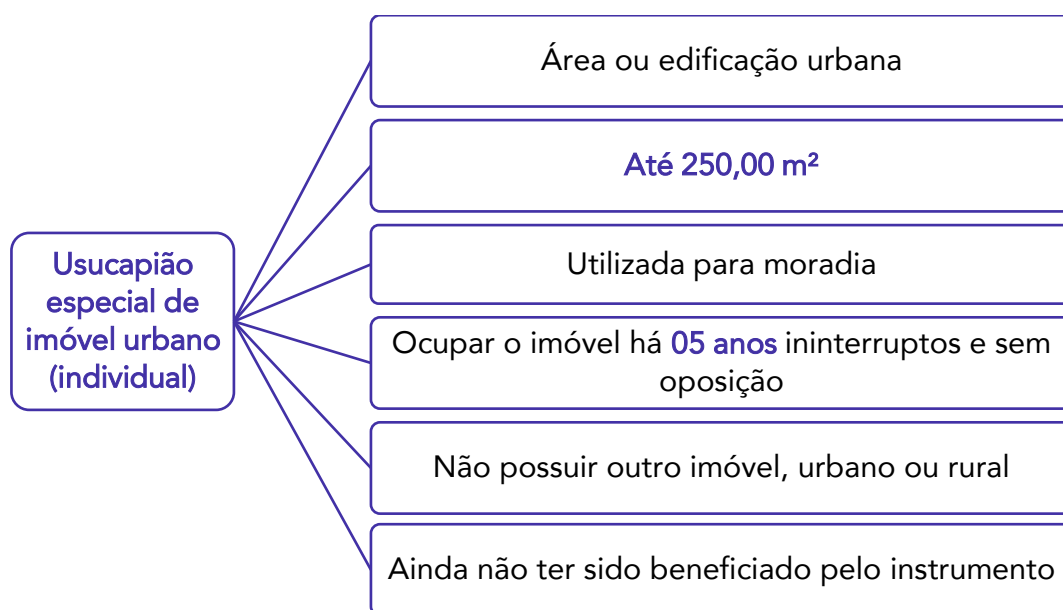 Usucapião
especial de
imóvel urbano
(individual)
Área ou edificação urbana
Até 250,00 m²
Utilizada para moradia
Ocupar o imóvel há 05 anos ininterruptos e sem
oposição
Não possuir outro imóvel, urbano ou rural
Ainda não ter sido beneficiado pelo instrumento